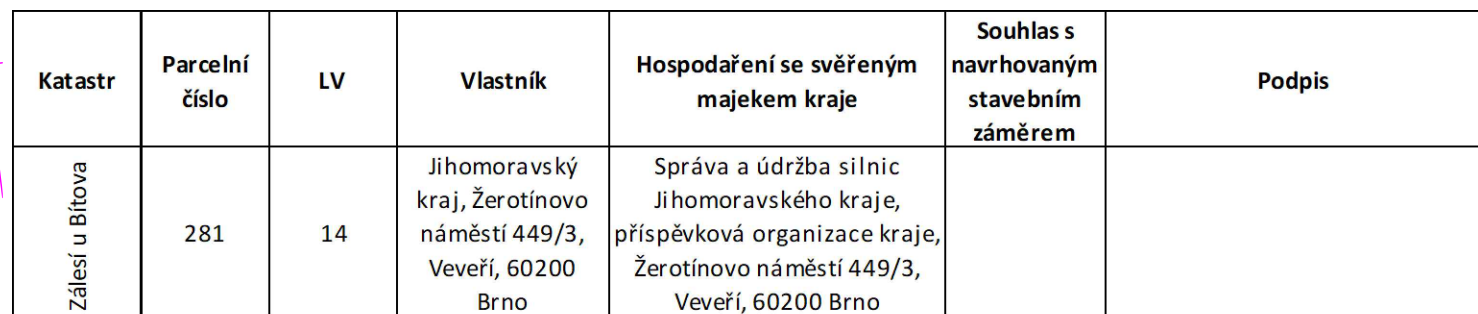 Katastr
Parcelní
číslo
LV
Vlastník
Hospodaření se svěřeným
majekem kraje
Souhlas s
navrhovaným
stavebním
záměrem
Podpis
Zálesí u Bítova
281
14
Jihomoravský
kraj, Žerotínovo
náměstí 449/3,
Veveří, 60200
Brno
Správa a údržba silnic
Jihomoravského kraje,
příspěvková organizace kraje,
Žerotínovo náměstí 449/3,
Veveří, 60200 Brno